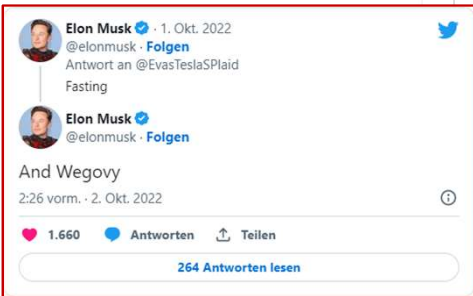 Elon Musk · 1. Okt. 2022
@elonmusk · Folgen
Antwort an @EvasTeslaSPlaid
Fasting
Elon Musk
@elonmusk · Folgen
And Wegovy
2:26 vorm. · 2. Okt. 2022
1.660 Antworten Teilen
264 Antworten lesen